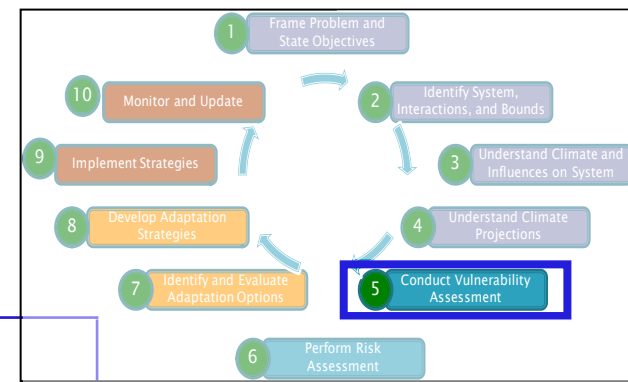 1
Frame Problem and
State Objectives
2
Identify System,
Interactions, and Bounds
3
Understand Climate and
Influences on System
4
Understand Climate
Projections
5
Conduct Vulnerability
Assessment
6
Perform Risk
Assessment
7
Identify and Evaluate
Adaptation Options
8
Develop Adaptation
Strategies
9
Implement Strategies
10
Monitor and Update